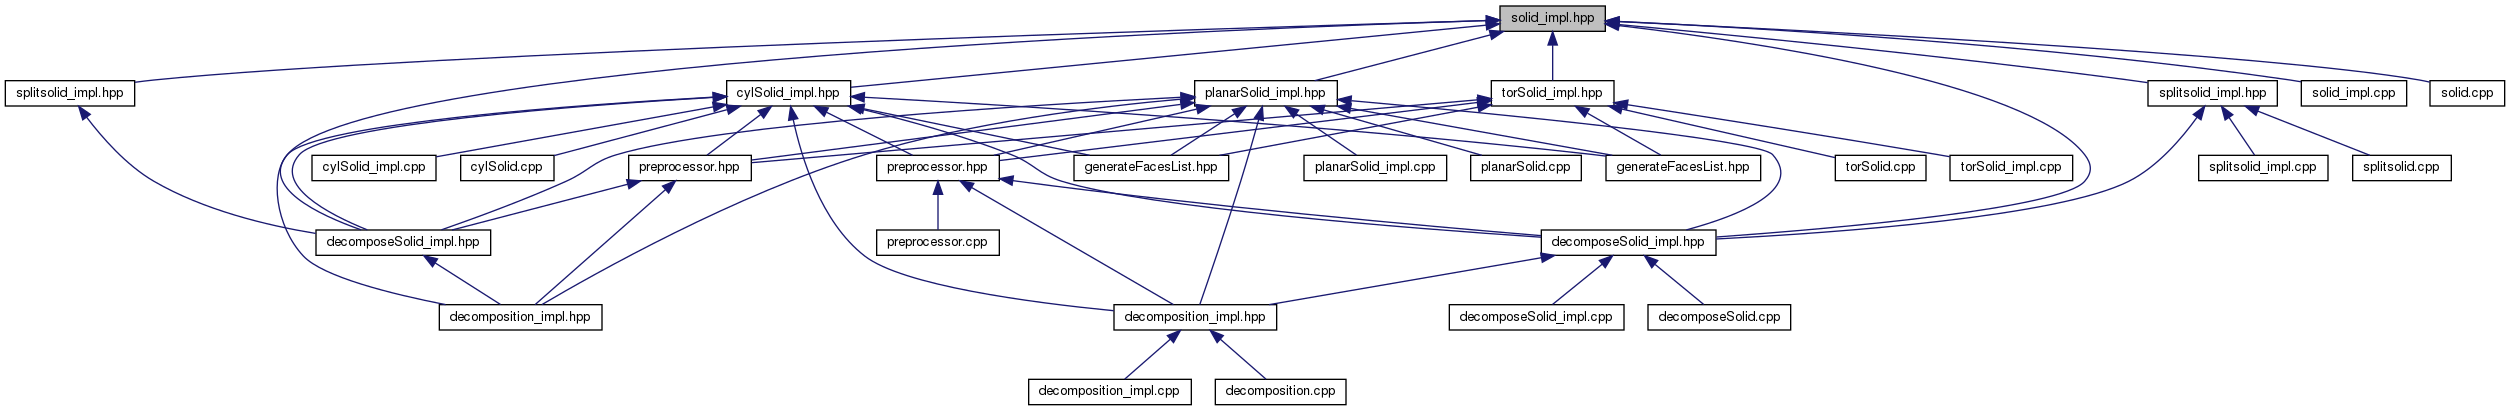 solid_impl.hpp
splitsolid_impl.hpp
cylSolid_impl.hpp
planarSolid_impl.hpp
torSolid_impl.hpp
splitsolid_impl.hpp
solid_impl.cpp
solid.cpp
cylSolid_impl.cpp
cylSolid.cpp
preprocessor.hpp
preprocessor.hpp
generateFacesList.hpp
planarSolid_impl.cpp
planarSolid.cpp
generateFacesList.hpp
torSolid.cpp
torSolid_impl.cpp
splitsolid_impl.cpp
splitsolid.cpp
decomposeSolid_impl.hpp
preprocessor.cpp
decomposeSolid_impl.hpp
decomposition_impl.hpp
decomposition_impl.hpp
decomposeSolid_impl.cpp
decomposeSolid.cpp
decomposition_impl.cpp
decomposition.cpp